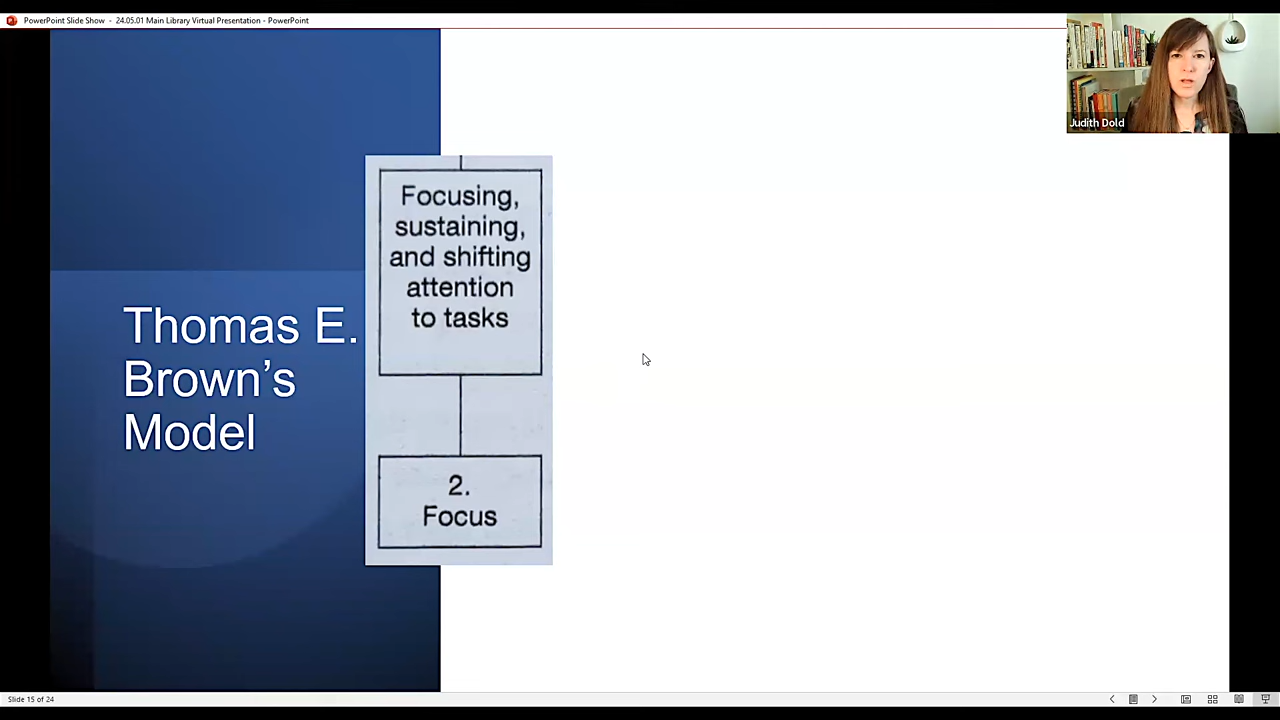 PowerPoint Slide Show - 24.05.01 Main Library Virtual Presentation - PowerPoint
Judith Dold
Thomas E.
Brown’s
Model
Focusing,
sustaining,
and shifting
attention
to tasks
2.
Focus
Slide 15 of 24